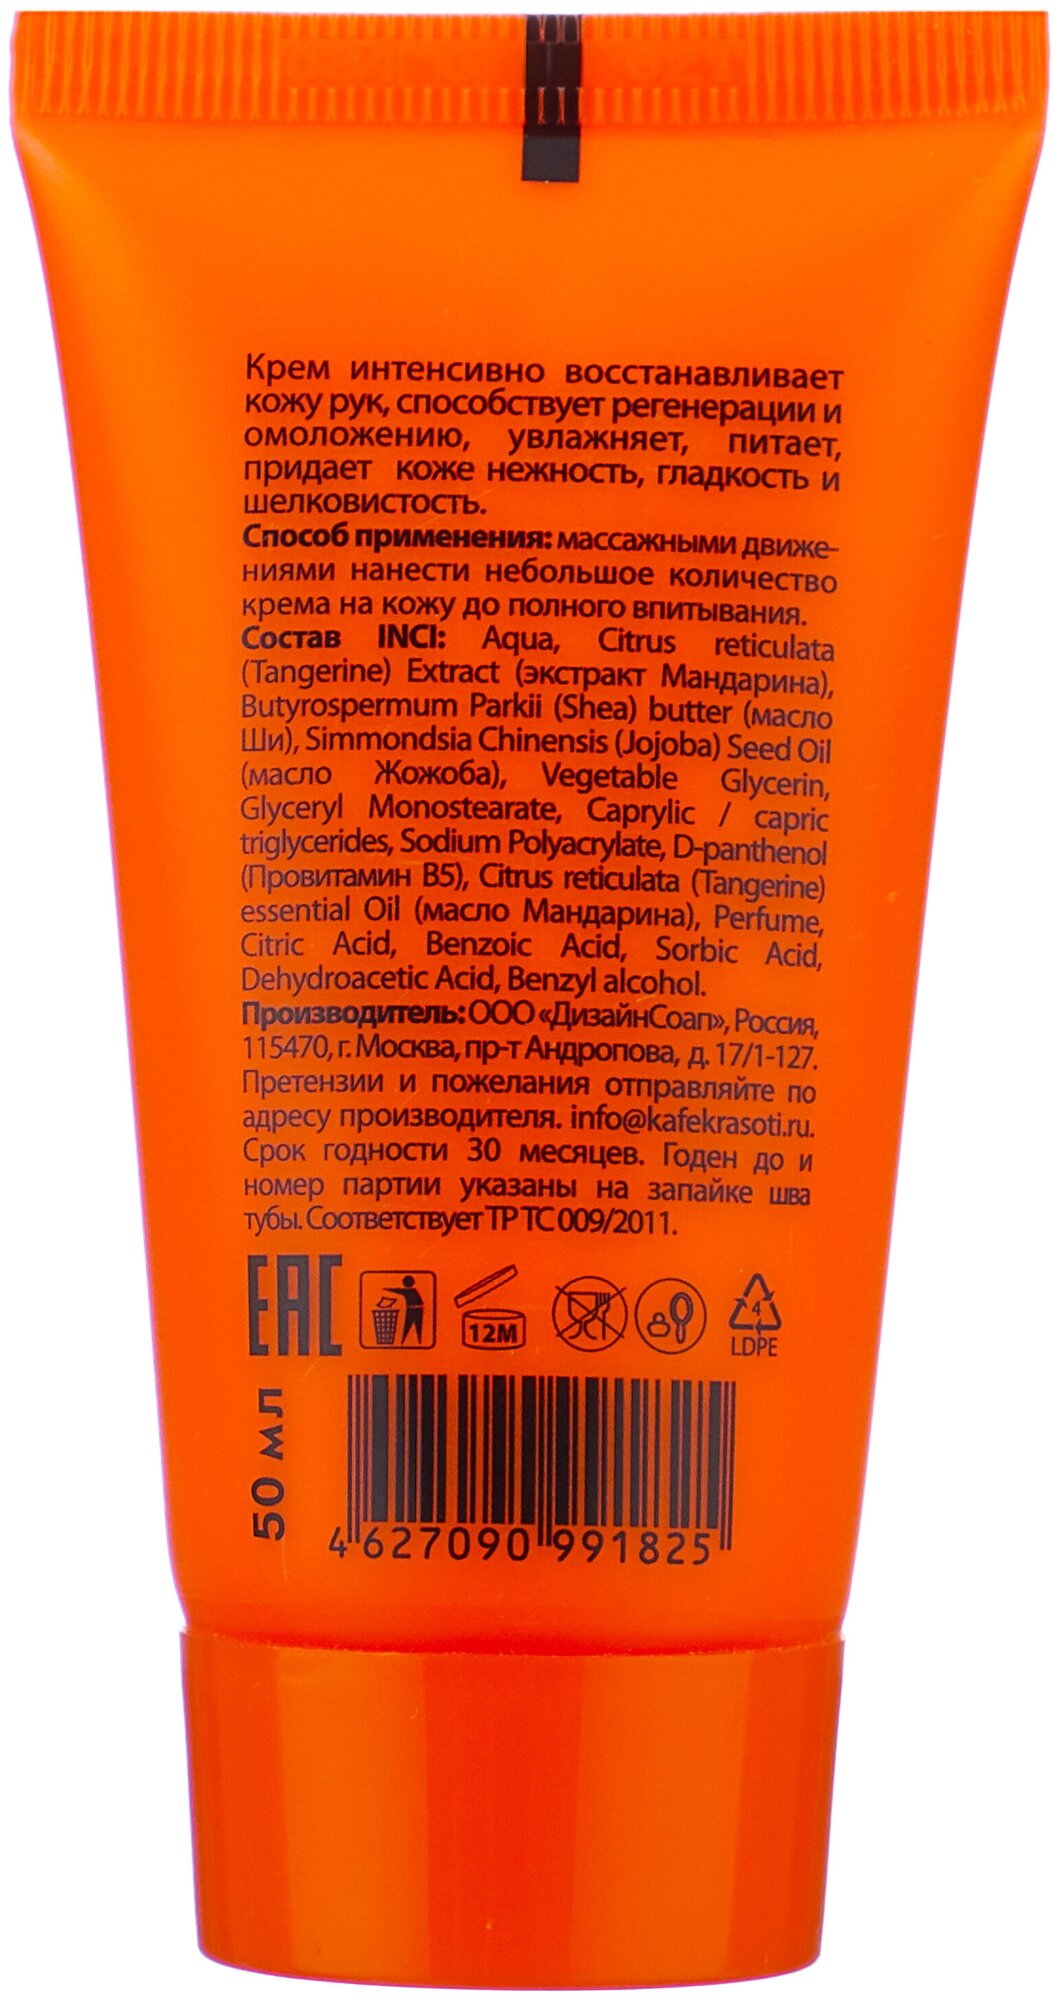 Крем интенсивно восстанавливает
кожу рук, способствует регенерации и
омоложению, увлажняет, питает,
придает коже нежность, гладкость и
шелковистость.
Способ применения: массажными движе-
ниями нанести небольшое количество
крема на кожу до полного впитывания.
Состав INCI: Aqua, Citrus reticulata
(Tangerine) Extract (экстракт Мандарина),
Butyrospermum Parkii (Shea) butter (масло
Ши), Simmondsia Chinensis (Jojoba) Seed Oil
(масло Жожоба), Vegetable Glycerin,
Glyceryl Monostearate, Caprylic / capric
triglycerides, Sodium Polyacrylate, D-panthenol
(Провитамин В5), Citrus reticulata (Tangerine)
essential Oil (масло Мандарина), Perfume,
Citric Acid, Benzoic Acid, Sorbic Acid,
Dehydroacetic Acid, Benzyl alcohol.
Производитель: ООО «ДизайнСоап», Россия,
115470, г. Москва, пр-т Андропова, д. 17/1-127.
Претензии и пожелания отправляйте по
адресу производителя. info@kafekrasoti.ru.
Срок годности 30 месяцев. Годен до и
номер партии указаны на запайке шва
тубы. Соответствует ТР ТС 009/2011.
EAC
12M
4
LDPE
50 мл
4 627090 991825